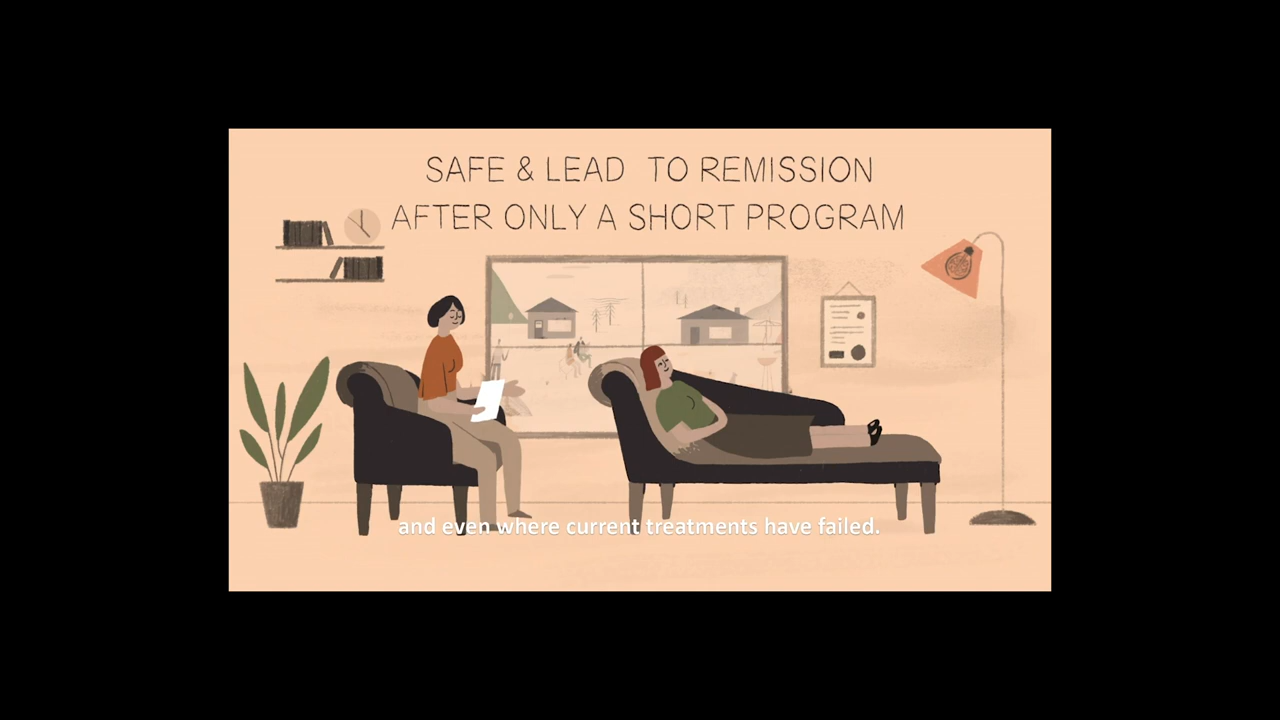 SAFE & LEAD TO REMISSION
AFTER ONLY A SHORT PROGRAM
and even where current treatments have failed.